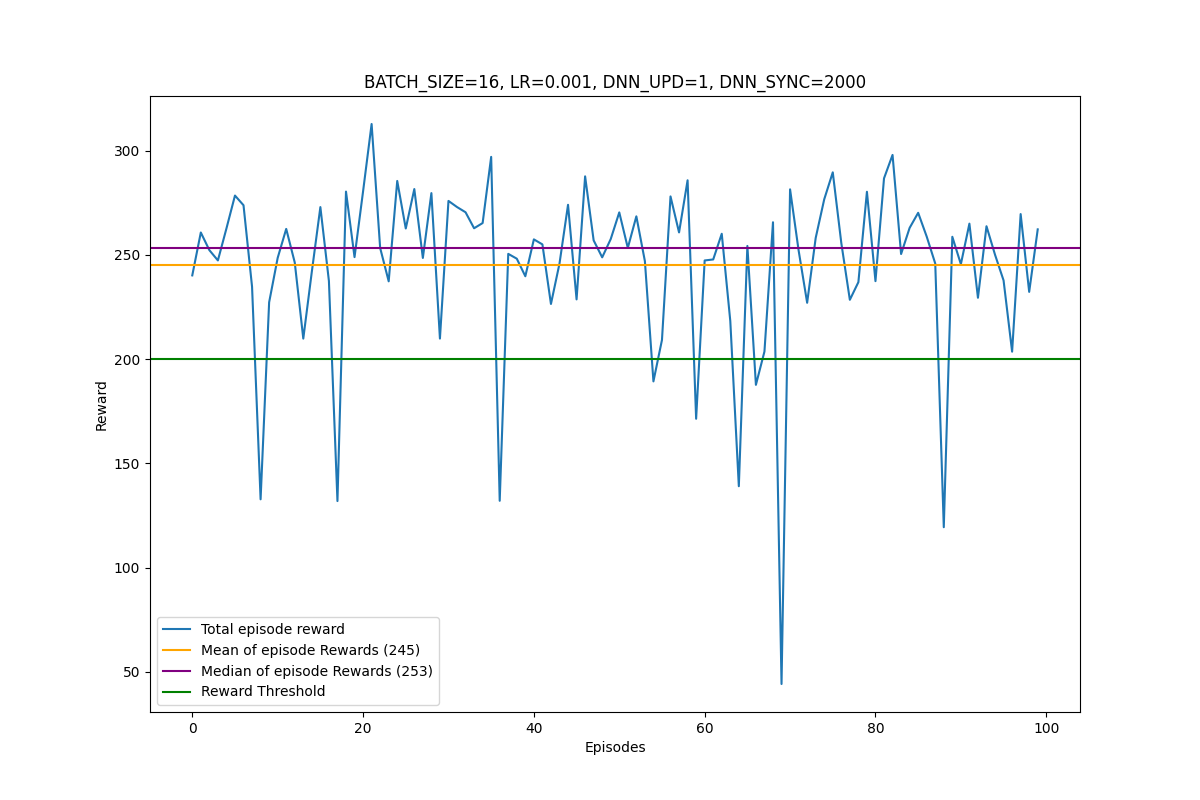 BATCH_SIZE=16, LR=0.001, DNN_UPD=1, DNN_SYNC=2000
300
250
200
150
100
50
Reward
Total episode reward
Mean of episode Rewards (245)
Median of episode Rewards (253)
Reward Threshold
0 20 40 60 80 100
Episodes